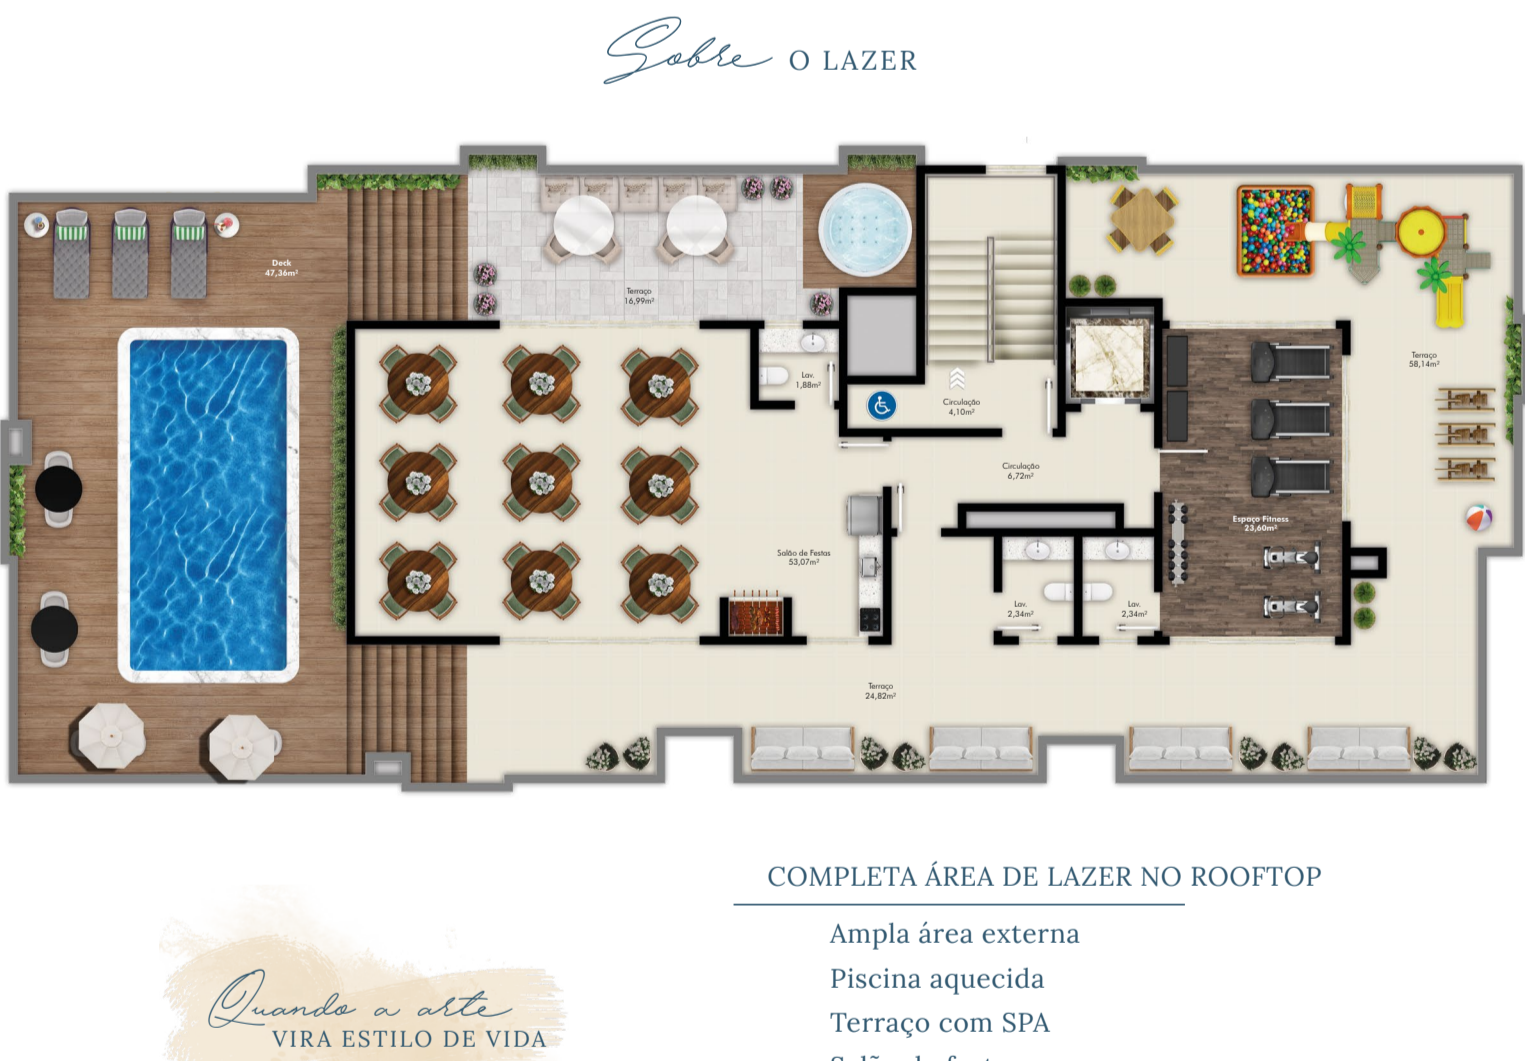 Sobre O LAZER
Deck
47,36m²
Terraço
16,99m²
Lav.
1,88m²
Circulação
4,10m²
Terraço
58,14m²
Circulação
6,72m²
Espaço Fitness
23,60m²
Salão de Festas
53,07m²
Lav.
2,34m²
Lav.
2,34m²
Terraço
24,82m²
COMPLETA ÁREA DE LAZER NO ROOFTOP
Ampla área externa
Piscina aquecida
Terraço com SPA
Quando a arte
VIRA ESTILO DE VIDA